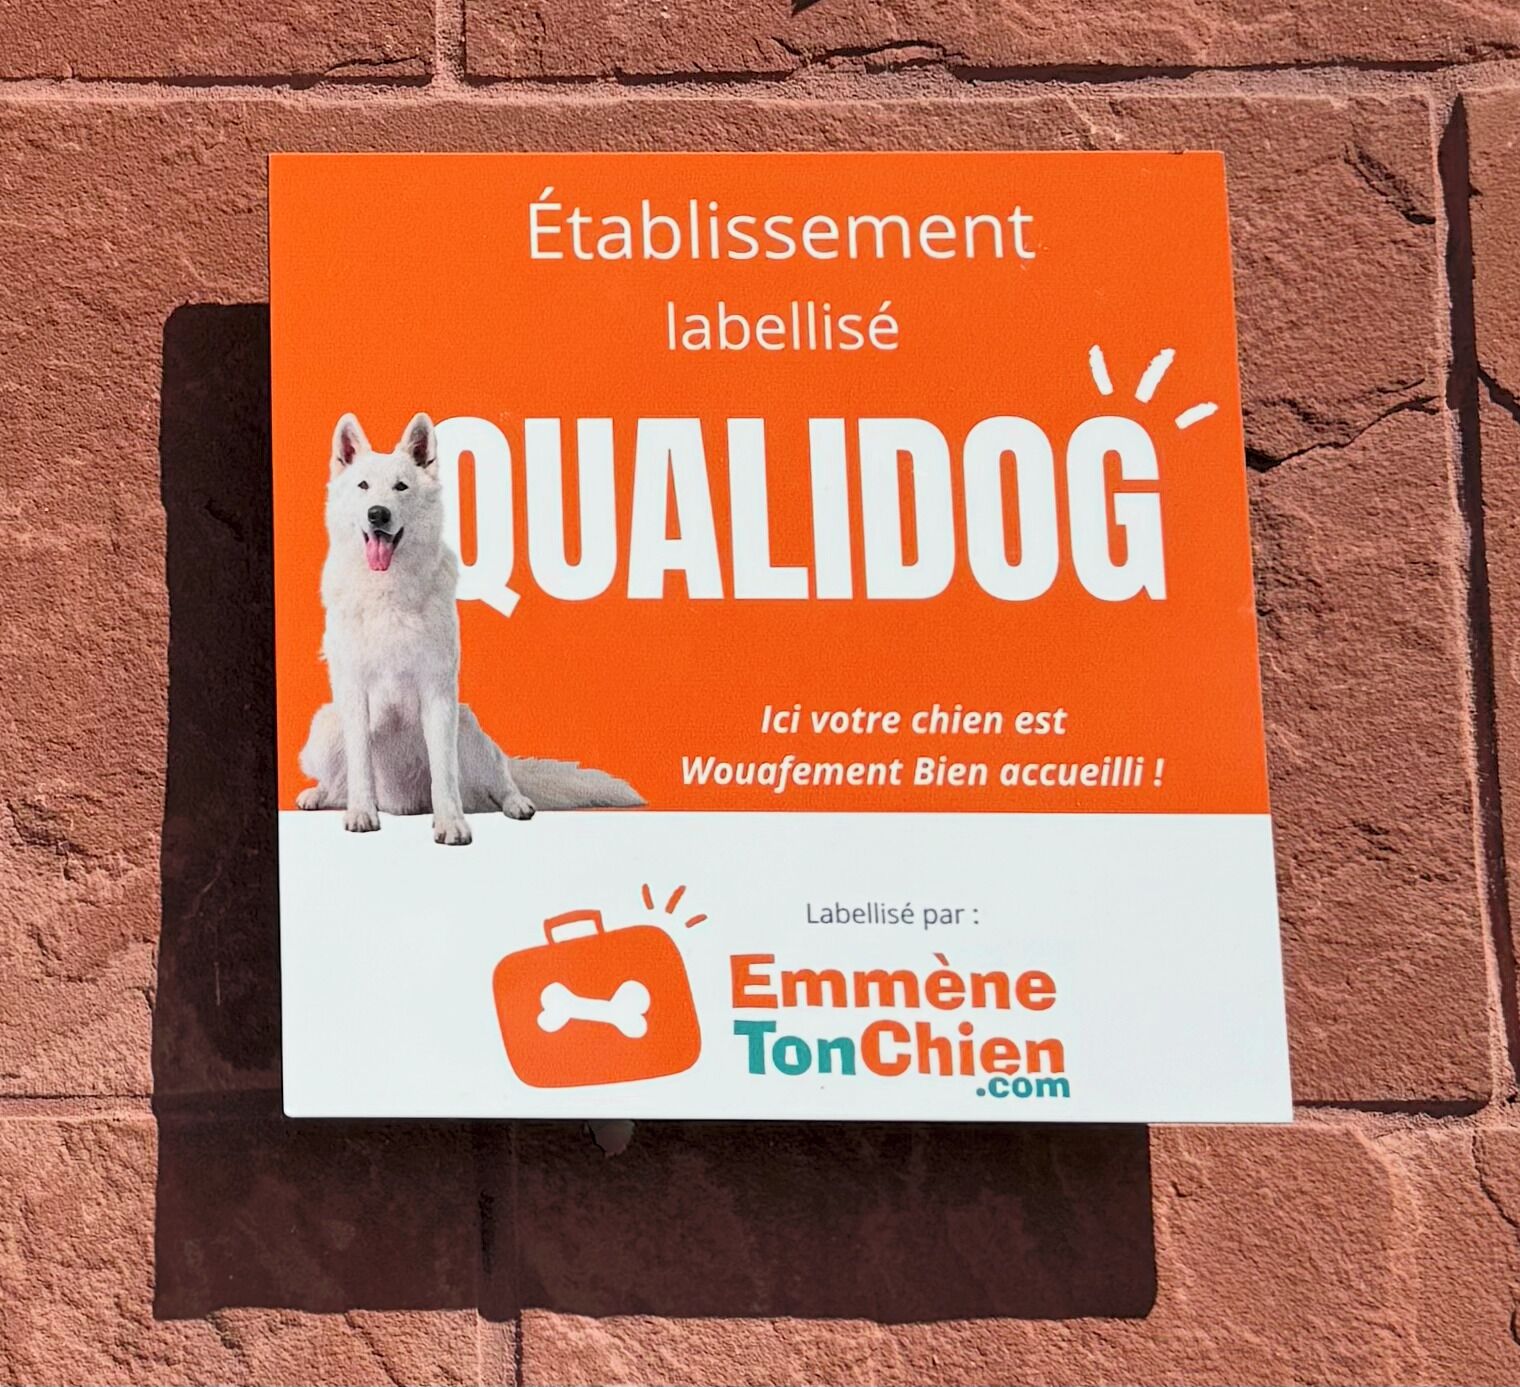 Établissement
labellisé
QUALIDOG
Ici votre chien est
Wouafement Bien accueilli !
Labellisé par :
Emmène
TonChien
.com